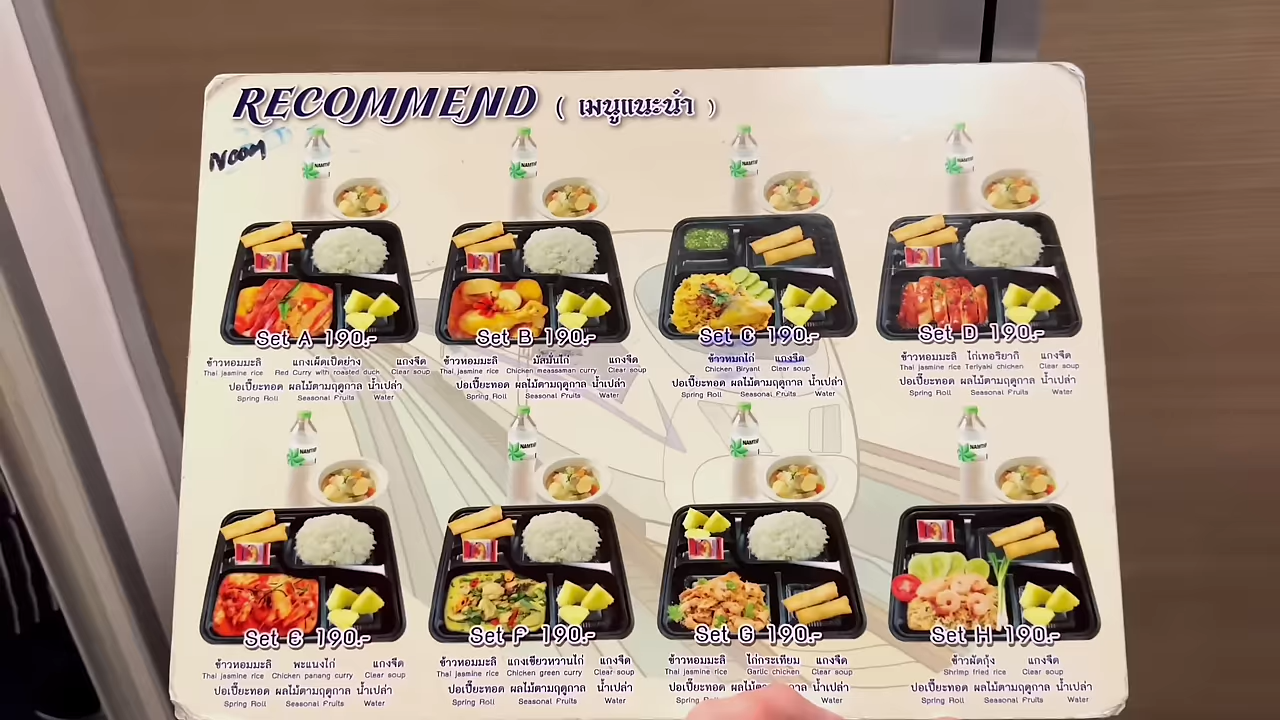 RECOMMEND ( เมนูแนะนำ )
Noon
Set A 190.-
ข้าวหอมมะลิ แกงเผ็ดเป็ดย่าง แกงจืด
Thai jasmine rice Red Curry with roasted duck Clear soup
ปอเปี๊ยะทอด ผลไม้ตามฤดูกาล น้ำเปล่า
Spring Roll Seasonal Fruits Water
Set B 190.-
ข้าวหอมมะลิ มัสมั่นไก่ แกงจืด
Thai jasmine rice Chicken meassaman curry Clear soup
ปอเปี๊ยะทอด ผลไม้ตามฤดูกาล น้ำเปล่า
Spring Roll Seasonal Fruits Water
Set C 190.-
ข้าวหมกไก่ แกงจืด
Chicken Biryani Clear soup
ปอเปี๊ยะทอด ผลไม้ตามฤดูกาล น้ำเปล่า
Spring Roll Seasonal Fruits Water
Set D 190.-
ข้าวหอมมะลิ ไก่เทอริยากิ แกงจืด
Thai jasmine rice Teriyaki chicken Clear soup
ปอเปี๊ยะทอด ผลไม้ตามฤดูกาล น้ำเปล่า
Spring Roll Seasonal Fruits Water
Set E 190.-
ข้าวหอมมะลิ พะแนงไก่ แกงจืด
Thai jasmine rice Chicken panang curry Clear soup
ปอเปี๊ยะทอด ผลไม้ตามฤดูกาล น้ำเปล่า
Spring Roll Seasonal Fruits Water
Set F 190.-
ข้าวหอมมะลิ แกงเขียวหวานไก่ แกงจืด
Thai jasmine rice Chicken green curry Clear soup
ปอเปี๊ยะทอด ผลไม้ตามฤดูกาล น้ำเปล่า
Spring Roll Seasonal Fruits Water
Set G 190.-
ข้าวหอมมะลิ ไก่กระเทียม แกงจืด
Thai jasmine rice Garlic chicken Clear soup
ปอเปี๊ยะทอด น้ำเปล่า
Spring Roll Water
Set H 190.-
ข้าวผัดกุ้ง แกงจืด
Shrimp fried rice Clear soup
ปอเปี๊ยะทอด ผลไม้ตามฤดูกาล น้ำเปล่า
Spring Roll Seasonal Fruits Water